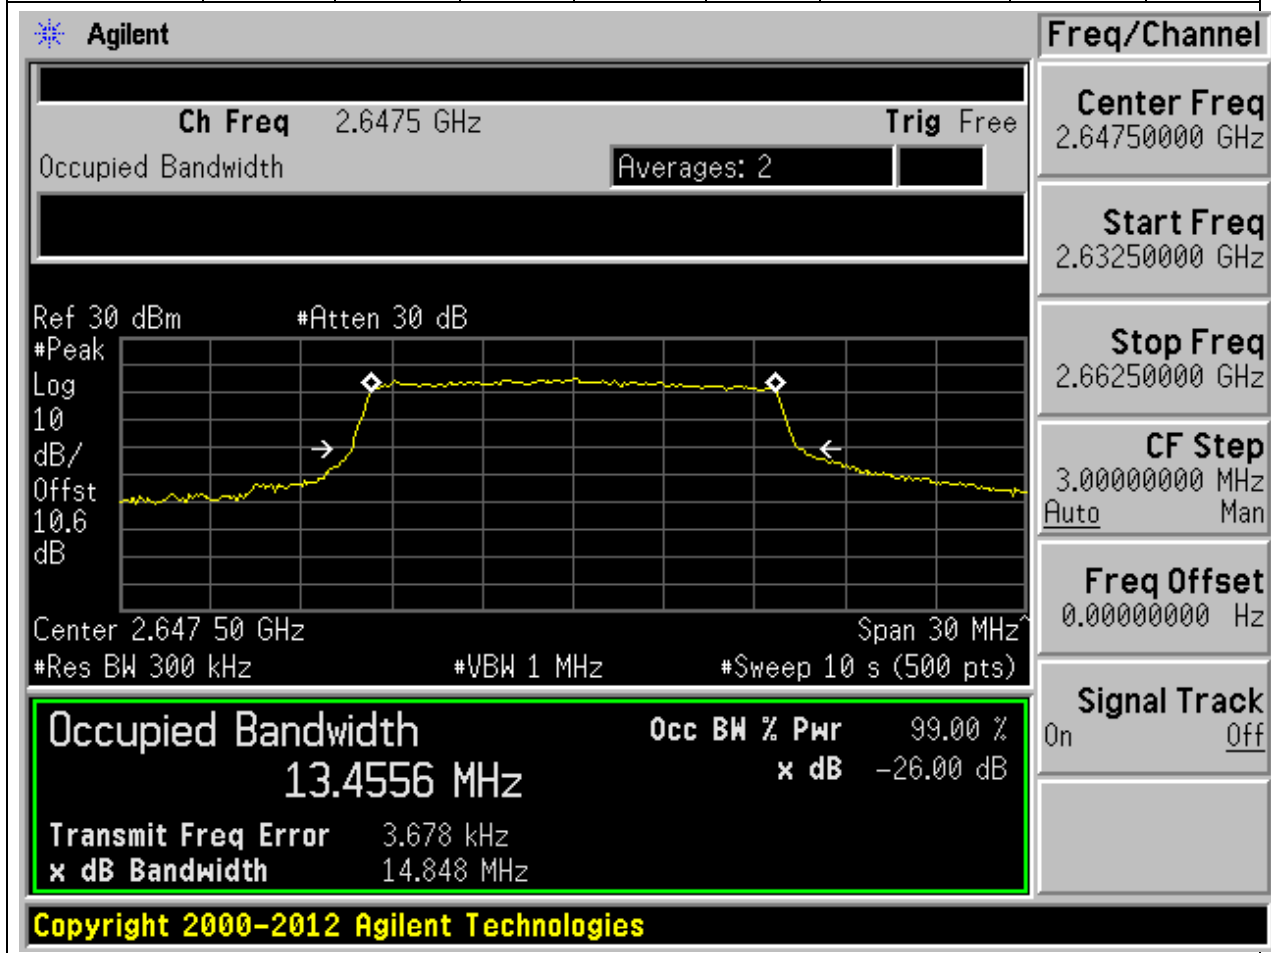 Agilent
Freq/Channel
Ch Freq 2.6475 GHz Trig Free
Occupied Bandwidth Averages: 2
Center Freq
2.64750000 GHz
Start Freq
2.63250000 GHz
Stop Freq
2.66250000 GHz
CF Step
3.00000000 MHz
Auto Man
Freq Offset
0.00000000 Hz
Signal Track
On Off
Ref 30 dBm #Atten 30 dB
#Peak
Log
10
dB/
Offst
10.6
dB
Center 2.647 50 GHz Span 30 MHz^
#Res BW 300 kHz #VBW 1 MHz #Sweep 10 s (500 pts)
Occupied Bandwidth Occ BW % Pwr 99.00 %
13.4556 MHz x dB -26.00 dB
Transmit Freq Error 3.678 kHz
x dB Bandwidth 14.848 MHz
Copyright 2000-2012 Agilent Technologies